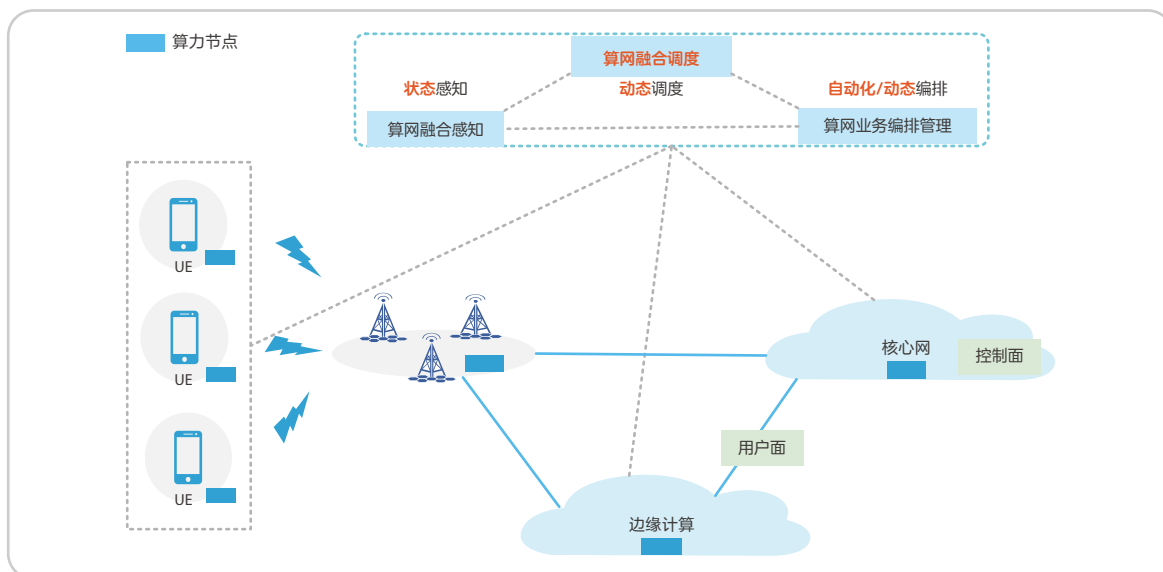 算力节点
算网融合调度
状态感知
动态调度
自动化/动态编排
算网融合感知
算网业务编排管理
UE
UE
核心网
控制面
用户面
UE
边缘计算